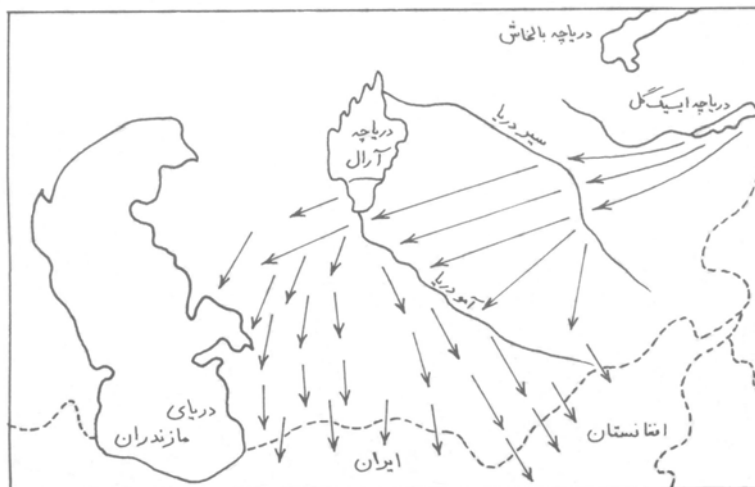 دریاچه بالخاش
دریاچه ایسیک گل
سیر دریا
دریاچه
آرال
آمو دریا
دریای
مازندران
ایران
افغانستان